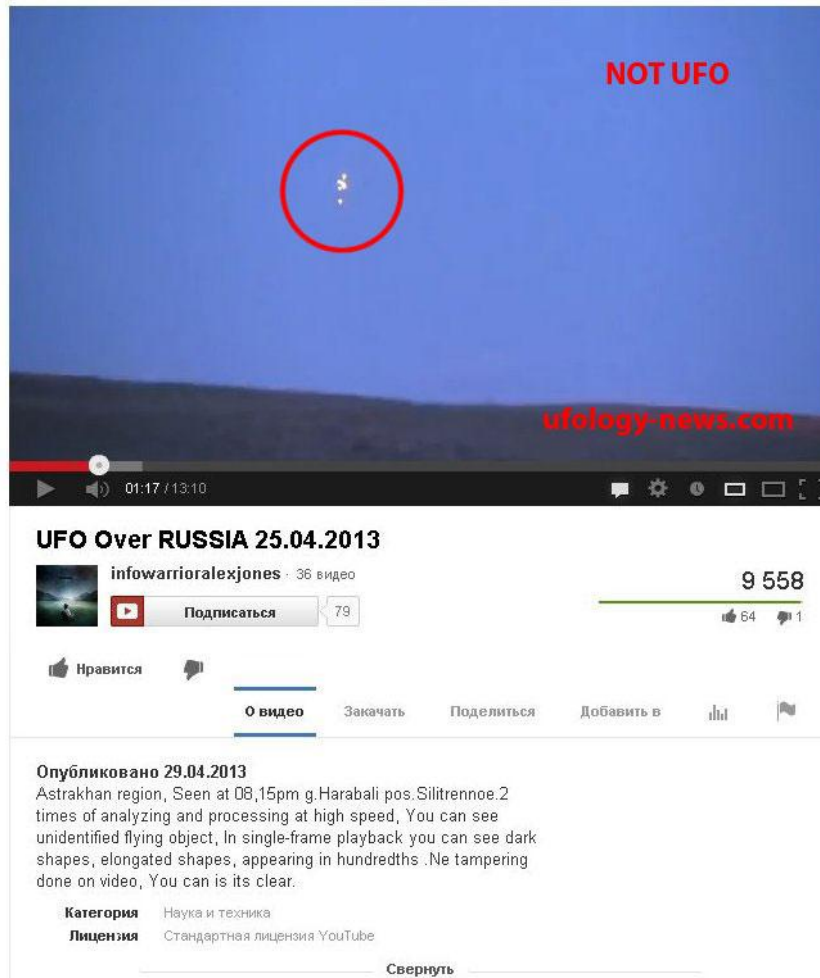 NOT UFO
ufology-news.com
01:17 / 13:10
UFO Over RUSSIA 25.04.2013
infowarrioralexjones · 36 видео
Подписаться 79
9 558
64 1
Нравится
О видео Закачать Поделиться Добавить в
Опубликовано 29.04.2013
Astrakhan region, Seen at 08,15pm g.Harabali pos.Silitrennoe.2
times of analyzing and processing at high speed, You can see
unidentified flying object, In single-frame playback you can see dark
shapes, elongated shapes, appearing in hundredths .Ne tampering
done on video, You can is its clear.
Категория Наука и техника
Лицензия Стандартная лицензия YouTube
Свернуть